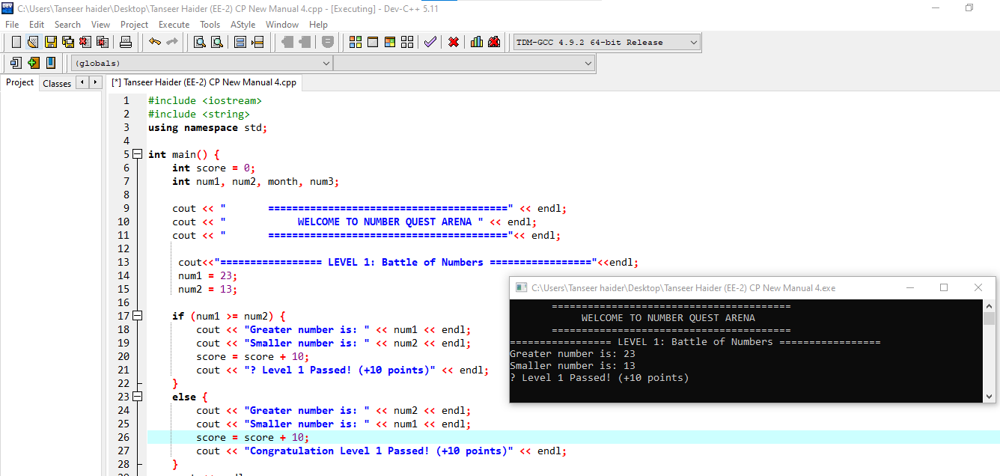 C:\Users\Tanseer haider\Desktop\Tanseer Haider (EE-2) CP New Manual 4.cpp - [Executing] - Dev-C++ 5.11
File Edit Search View Project Execute Tools AStyle Window Help
TDM-GCC 4.9.2 64-bit Release
(globals)
Project Classes
[*] Tanseer Haider (EE-2) CP New Manual 4.cpp
1 #include <iostream>
2 #include <string>
3 using namespace std;
4
5 int main() {
6 int score = 0;
7 int num1, num2, month, num3;
8
9 cout << "       ========================================" << endl;
10 cout << "            WELCOME TO NUMBER QUEST ARENA " << endl;
11 cout << "       ========================================"<< endl;
12
13 cout<<"================= LEVEL 1: Battle of Numbers ================="<<endl;
14 num1 = 23;
15 num2 = 13;
16
17 if (num1 >= num2) {
18 cout << "Greater number is: " << num1 << endl;
19 cout << "Smaller number is: " << num2 << endl;
20 score = score + 10;
21 cout << "? Level 1 Passed! (+10 points)" << endl;
22 }
23 else {
24 cout << "Greater number is: " << num2 << endl;
25 cout << "Smaller number is: " << num1 << endl;
26 score = score + 10;
27 cout << "Congratulation Level 1 Passed! (+10 points)" << endl;
28 }
C:\Users\Tanseer haider\Desktop\Tanseer Haider (EE-2) CP New Manual 4.exe
========================================
WELCOME TO NUMBER QUEST ARENA
========================================
================= LEVEL 1: Battle of Numbers =================
Greater number is: 23
Smaller number is: 13
? Level 1 Passed! (+10 points)